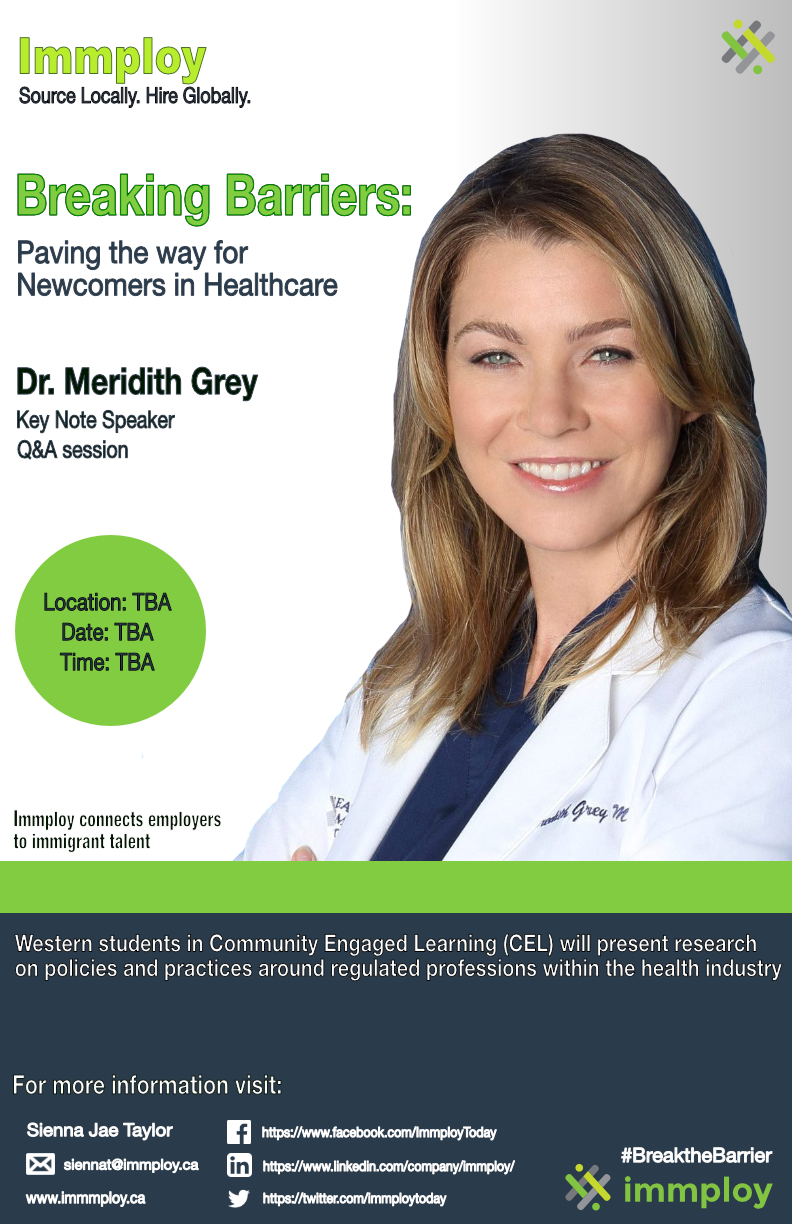 Immploy
Source Locally. Hire Globally.
Breaking Barriers:
Paving the way for
Newcomers in Healthcare
Dr. Meridith Grey
Key Note Speaker
Q&A session
Location: TBA
Date: TBA
Time: TBA
Grey M
Immploy connects employers
to immigrant talent
Western students in Community Engaged Learning (CEL) will present research
on policies and practices around regulated professions within the health industry
For more information visit:
Sienna Jae Taylor
siennat@immploy.ca
www.immmploy.ca
https://www.facebook.com/ImmployToday
https://www.linkedin.com/company/immploy/
https://twitter.com/immploytoday
#BreaktheBarrier
immploy